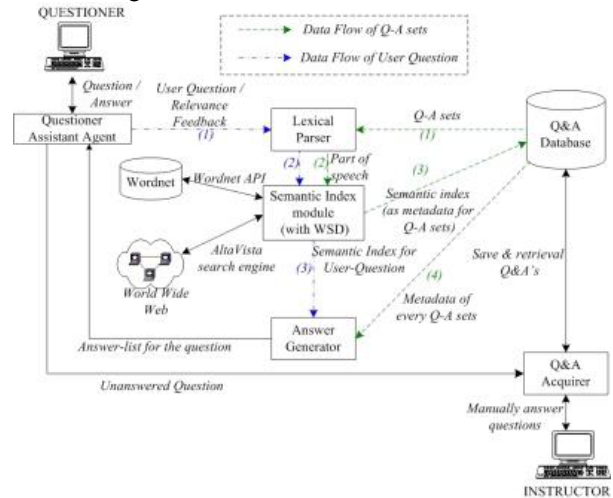 QUESTIONER
Data Flow of Q-A sets
Data Flow of User Question
Question /
Answer
User Question /
Relevance
Feedback
(1)
Questioner
Assistant Agent
Lexical
Parser
Q-A sets
(1)
Q&A
Database
(2)
(2)
Part of
speech
(3)
Wordnet
Wordnet API
Semantic Index
module
(with WSD)
Semantic index
(as metadata for
Q-A sets)
AltaVista
search engine
(3)
Semantic Index for
User-Question
(4)
Save & retrieval
Q&A's
World Wide
Web
Metadata of
every Q-A sets
Answer
Generator
Answer-list for the question
Unanswered Question
Q&A
Acquirer
Manually answer
questions
INSTRUCTOR